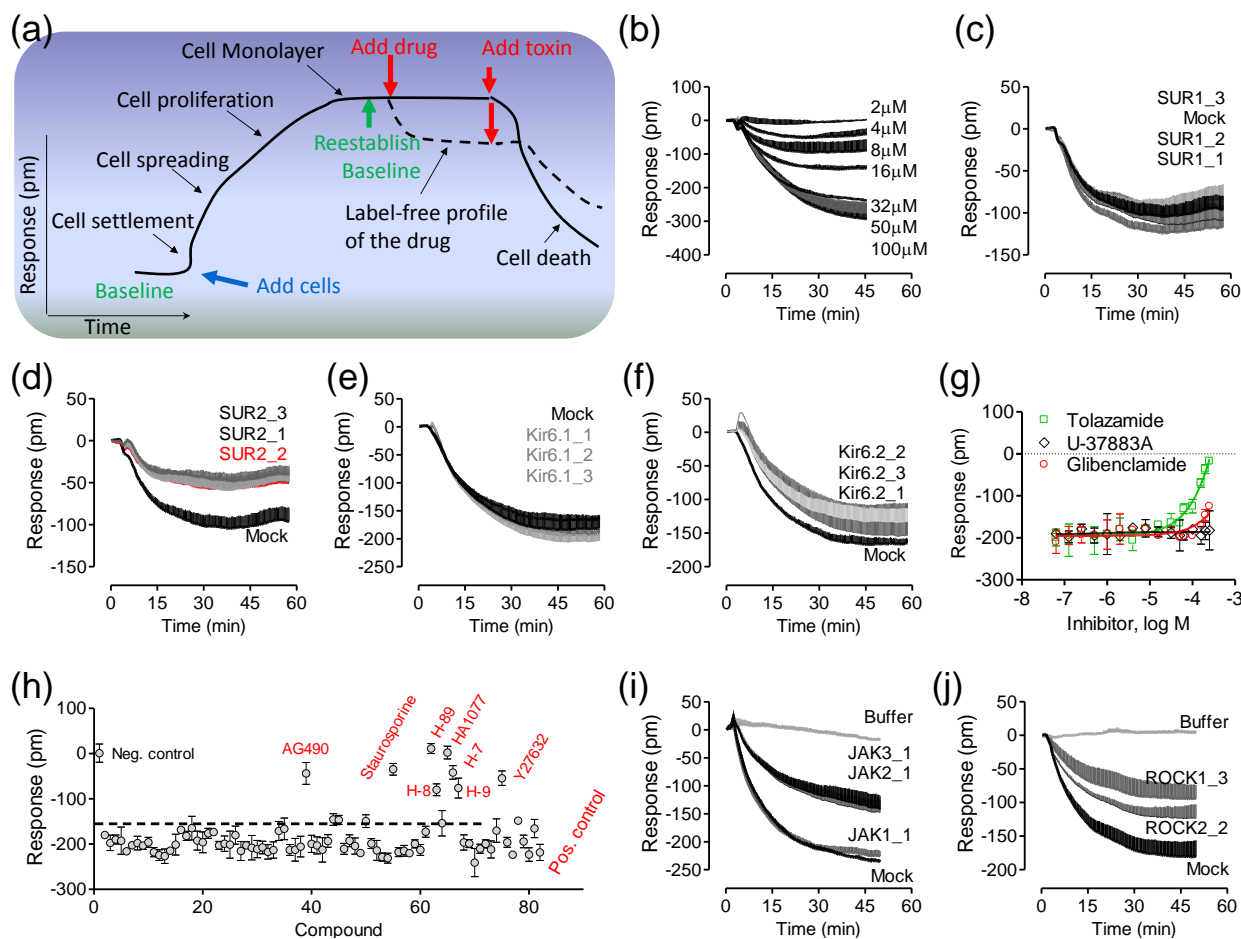 (a)
Cell Monolayer
Add drug
Add toxin
Cell proliferation
Reestablish
Baseline
Cell spreading
Cell settlement
Label-free profile
of the drug
Cell death
Baseline
Add cells
Response (pm)
Time
(b)
100
0
-100
-200
-300
-400
Response (pm)
2µM
4µM
8µM
16µM
32µM
50µM
100µM
0 15 30 45 60
Time (min)
(c)
50
0
-50
-100
-150
Response (pm)
SUR1_3
Mock
SUR1_2
SUR1_1
0 15 30 45 60
Time (min)
(d)
50
0
-50
-100
-150
Response (pm)
SUR2_3
SUR2_1
SUR2_2
Mock
0 15 30 45 60
Time (min)
(e)
50
0
-50
-100
-150
-200
Response (pm)
Mock
Kir6.1_1
Kir6.1_2
Kir6.1_3
0 15 30 45 60
Time (min)
(f)
50
0
-50
-100
-150
-200
Response (pm)
Kir6.2_2
Kir6.2_3
Kir6.2_1
Mock
0 15 30 45 60
Time (min)
(g)
100
0
-100
-200
-300
Response (pm)
Tolazamide
U-37883A
Glibenclamide
-8 -7 -6 -5 -4 -3
Inhibitor, log M
(h)
100
0
-100
-200
-300
Response (pm)
Neg. control
AG490
Staurosporine
H-89
HA1077
H-7
H-8
H-9
Y27632
Pos. control
0 20 40 60 80
Compound
(i)
50
0
-50
-100
-150
-200
-250
Response (pm)
Buffer
JAK3_1
JAK2_1
JAK1_1
Mock
0 15 30 45 60
Time (min)
(j)
50
0
-50
-100
-150
-200
-250
Response (pm)
Buffer
ROCK1_3
ROCK2_2
Mock
0 15 30 45 60
Time (min)